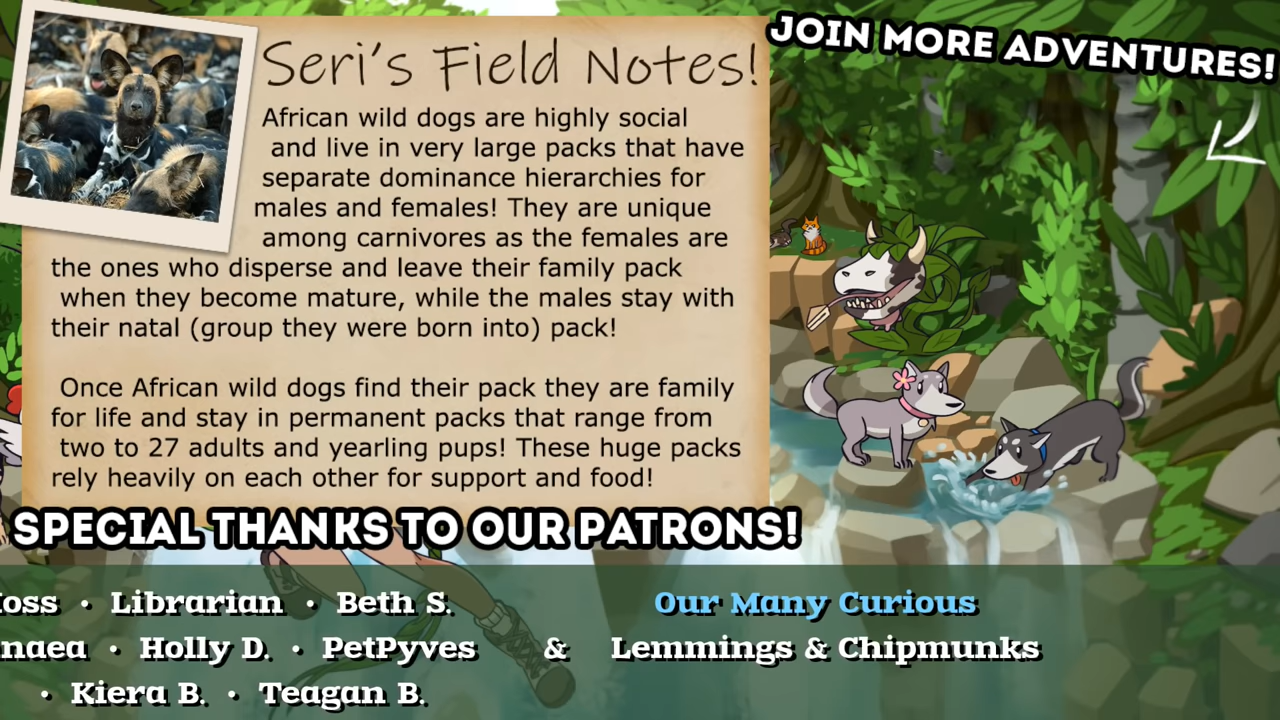 Seri's Field Notes!
JOIN MORE ADVENTURES!
African wild dogs are highly social
and live in very large packs that have
separate dominance hierarchies for
males and females! They are unique
among carnivores as the females are
the ones who disperse and leave their family pack
when they become mature, while the males stay with
their natal (group they were born into) pack!
Once African wild dogs find their pack they are family
for life and stay in permanent packs that range from
two to 27 adults and yearling pups! These huge packs
rely heavily on each other for support and food!
SPECIAL THANKS TO OUR PATRONS!
• Librarian • Beth S.
• Holly D. • PetPyves
• Kiera B. • Teagan B.
Our Many Curious
& Lemmings & Chipmunks